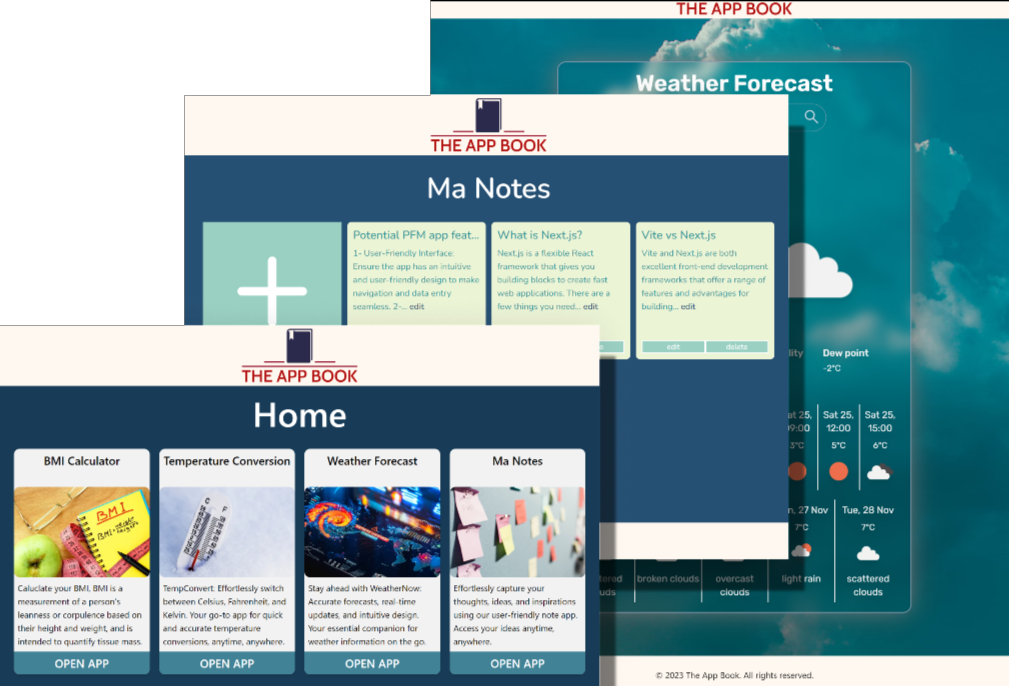 THE APP BOOK
Weather Forecast
Dew point
-2°C
Sat 25, Sat 25,
09:00 12:00 15:00
3°C 5°C 6°C
27 Nov Tue, 28 Nov
7°C 7°C
broken clouds overcast light rain scattered
clouds clouds
© 2023 The App Book. All rights reserved.
THE APP BOOK
Ma Notes
Potential PFM app feat...
1- User-Friendly Interface:
Ensure the app has an intuitive
and user-friendly design to make
navigation and data entry
seamless. 2-... edit
What is Next.js?
Next.js is a flexible React
framework that gives you
building blocks to create fast
web applications. There are a
few things you need... edit
Vite vs Next.js
Vite and Next.js are both
excellent front-end development
frameworks that offer a range of
features and advantages for
building... edit
edit delete
THE APP BOOK
Home
BMI Calculator
BMI
Caluclate your BMI, BMI is a
measurement of a person's
leanness or corpulence based on
their height and weight, and is
intended to quantify tissue mass.
OPEN APP
Temperature Conversion
C F
TempConvert: Effortlessly switch
between Celsius, Fahrenheit, and
Kelvin. Your go-to app for quick
and accurate temperature
conversions, anytime, anywhere.
OPEN APP
Weather Forecast
Stay ahead with WeatherNow:
Accurate forecasts, real-time
updates, and intuitive design.
Your essential companion for
weather information on the go.
OPEN APP
Ma Notes
Effortlessly capture your
thoughts, ideas, and inspirations
using our user-friendly note app.
Access your ideas anytime,
anywhere.
OPEN APP